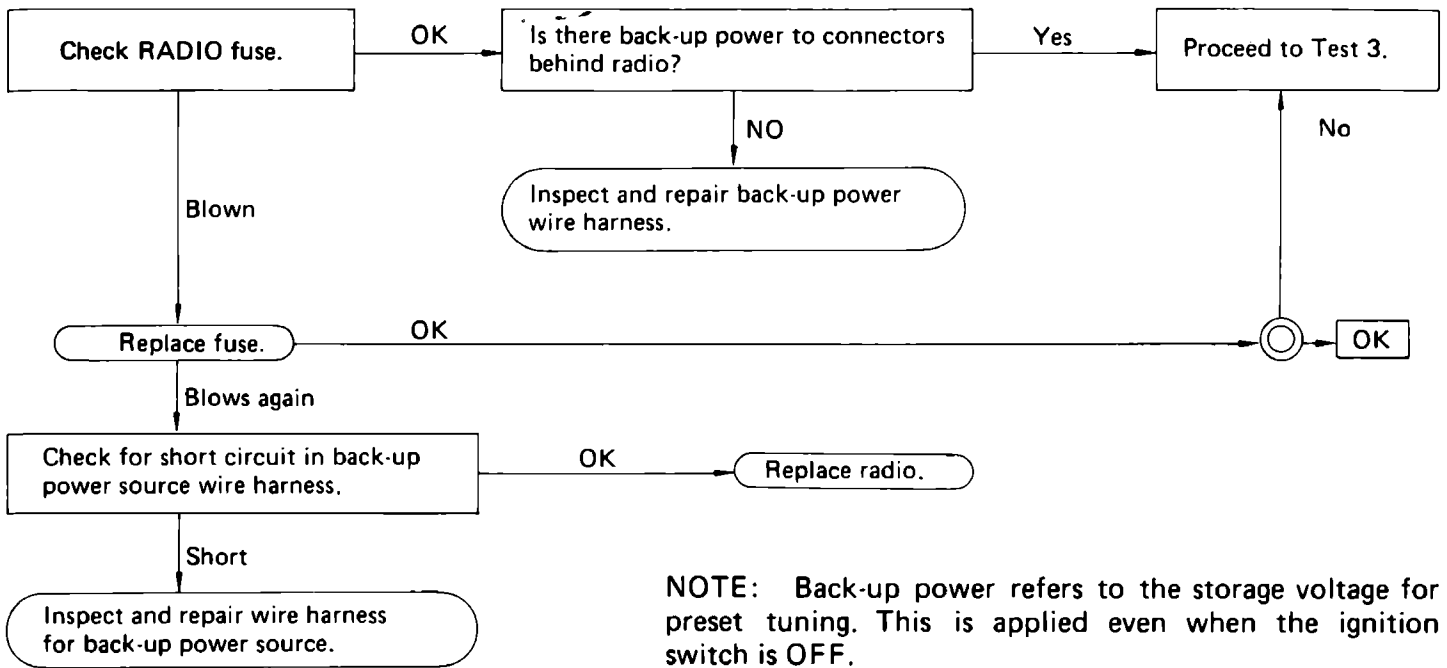 Check RADIO fuse.
OK
Is there back-up power to connectors
behind radio?
Yes
Proceed to Test 3.
NO
No
Inspect and repair back-up power
wire harness.
Blown
Replace fuse.
OK
OK
Blows again
Check for short circuit in back-up
power source wire harness.
OK
Replace radio.
Short
Inspect and repair wire harness
for back-up power source.
NOTE: Back-up power refers to the storage voltage for
preset tuning. This is applied even when the ignition
switch is OFF.